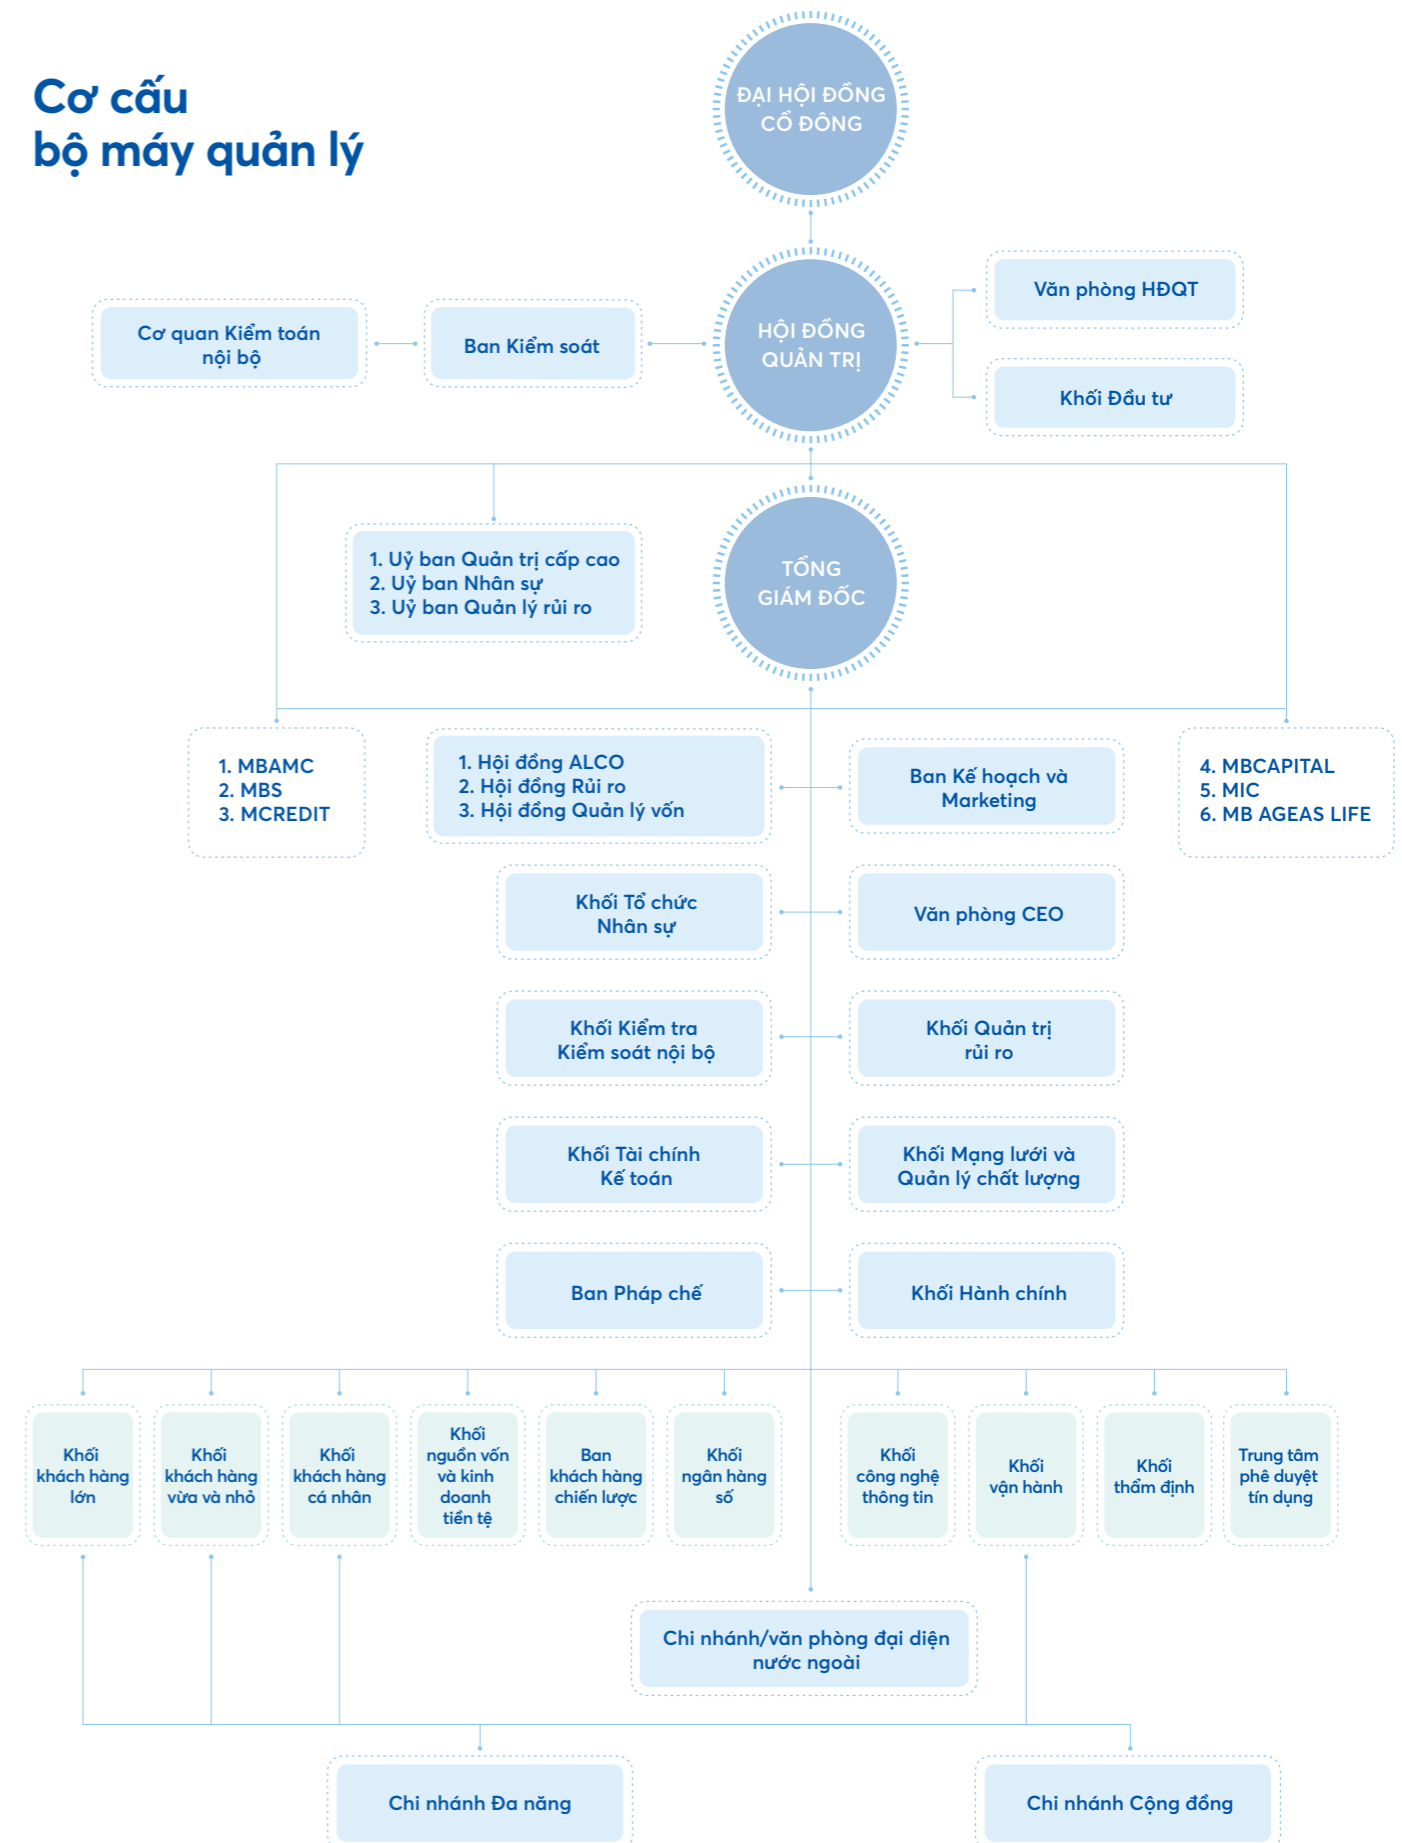 Cơ cấu
bộ máy quản lý
ĐẠI HỘI ĐỒNG
CỔ ĐÔNG
HỘI ĐỒNG
QUẢN TRỊ
Văn phòng HĐQT
Khối Đầu tư
Cơ quan Kiểm toán
nội bộ
Ban Kiểm soát
1. Uỷ ban Quản trị cấp cao
2. Uỷ ban Nhân sự
3. Uỷ ban Quản lý rủi ro
TỔNG
GIÁM ĐỐC
1. MBAMC
2. MBS
3. MCREDIT
1. Hội đồng ALCO
2. Hội đồng Rủi ro
3. Hội đồng Quản lý vốn
Ban Kế hoạch và
Marketing
4. MBCAPITAL
5. MIC
6. MB AGEAS LIFE
Khối Tổ chức
Nhân sự
Văn phòng CEO
Khối Kiểm tra
Kiểm soát nội bộ
Khối Quản trị
rủi ro
Khối Tài chính
Kế toán
Khối Mạng lưới và
Quản lý chất lượng
Ban Pháp chế
Khối Hành chính
Khối
khách hàng
lớn
Khối
khách hàng
vừa và nhỏ
Khối
khách hàng
cá nhân
Khối
nguồn vốn
và kinh
doanh
tiền tệ
Ban
khách hàng
chiến lược
Khối
ngân hàng
số
Khối
công nghệ
thông tin
Khối
vận hành
Khối
thẩm định
Trung tâm
phê duyệt
tín dụng
Chi nhánh/văn phòng đại diện
nước ngoài
Chi nhánh Đa năng
Chi nhánh Cộng đồng